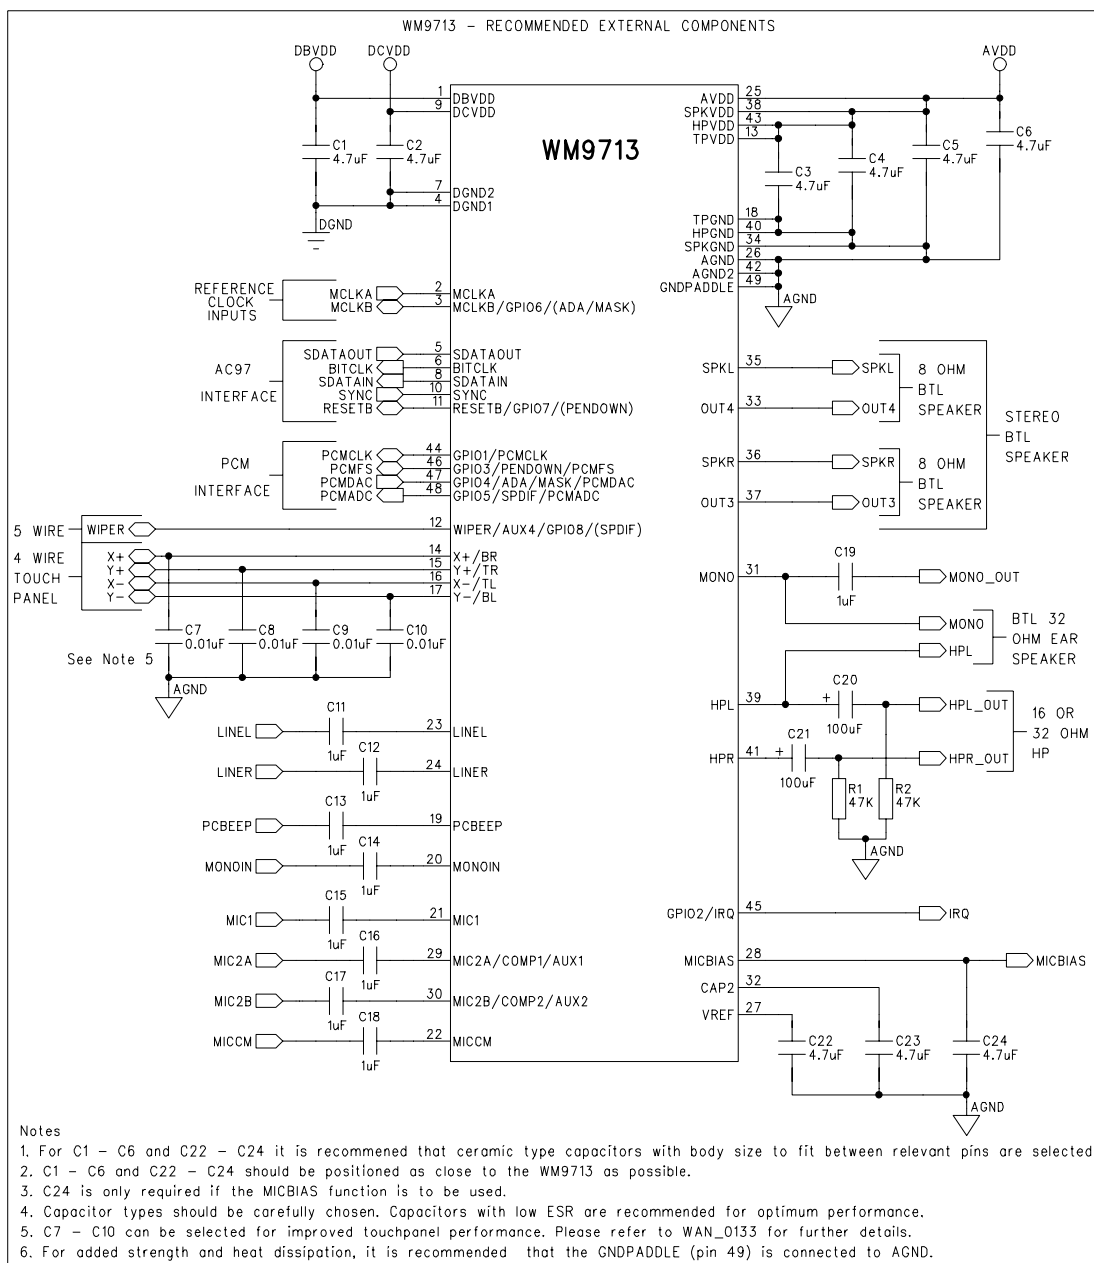 WM9713 – RECOMMENDED EXTERNAL COMPONENTS
DBVDD
DCVDD
AVDD
WM9713
1 DBVDD
9 DCVDD
C1
4.7uF
C2
4.7uF
7 DGND2
4 DGND1
DGND
AVDD 25
SPKVDD 38
HPVDD 43
TPVDD 13
C3
4.7uF
C4
4.7uF
C5
4.7uF
C6
4.7uF
TPGND 18
HPGND 40
SPKGND 34
AGND 26
AGND2 42
GNDPADDLE 49
AGND
REFERENCE
CLOCK
INPUTS
MCLKA 2 MCLKA
MCLKB 3 MCLKB/GPIO6/(ADA/MASK)
AC97
INTERFACE
SDATAOUT 5 SDATAOUT
BITCLK 6 BITCLK
SDATAIN 8 SDATAIN
SYNC 10 SYNC
RESETB 11 RESETB/GPIO7/(PENDOWN)
PCM
INTERFACE
PCMCLK 44 GPIO1/PCMCLK
PCMFS 46 GPIO3/PENDOWN/PCMFS
PCMDAC 47 GPIO4/ADA/MASK/PCMDAC
PCMADC 48 GPIO5/SPDIF/PCMADC
5 WIRE
WIPER 12 WIPER/AUX4/GPIO8/(SPDIF)
4 WIRE
TOUCH
PANEL
X+ 14 X+/BR
Y+ 15 Y+/TR
X– 16 X–/TL
Y– 17 Y–/BL
C7
0.01uF
C8
0.01uF
C9
0.01uF
C10
0.01uF
See Note 5
AGND
SPKL 35 SPKL
OUT4 33 OUT4
8 OHM
BTL
SPEAKER
SPKR 36 SPKR
OUT3 37 OUT3
8 OHM
BTL
SPEAKER
STEREO
BTL
SPEAKER
MONO 31
C19
1uF
MONO_OUT
MONO
HPL
BTL 32
OHM EAR
SPEAKER
HPL 39
+ C20
100uF
HPL_OUT
HPR 41
+ C21
100uF
HPR_OUT
16 OR
32 OHM
HP
R1
47K
R2
47K
AGND
LINEL
C11
1uF
23 LINEL
LINER
C12
1uF
24 LINER
PCBEEP
C13
1uF
19 PCBEEP
MONOIN
C14
1uF
20 MONOIN
MIC1
C15
1uF
21 MIC1
MIC2A
C16
1uF
29 MIC2A/COMP1/AUX1
MIC2B
C17
1uF
30 MIC2B/COMP2/AUX2
MICCM
C18
1uF
22 MICCM
GPIO2/IRQ 45 IRQ
MICBIAS 28 MICBIAS
CAP2 32
VREF 27
C22
4.7uF
C23
4.7uF
C24
4.7uF
AGND
Notes
1. For C1 – C6 and C22 – C24 it is recommened that ceramic type capacitors with body size to fit between relevant pins are selected
2. C1 – C6 and C22 – C24 should be positioned as close to the WM9713 as possible.
3. C24 is only required if the MICBIAS function is to be used.
4. Capacitor types should be carefully chosen. Capacitors with low ESR are recommended for optimum performance.
5. C7 – C10 can be selected for improved touchpanel performance. Please refer to WAN_0133 for further details.
6. For added strength and heat dissipation, it is recommended that the GNDPADDLE (pin 49) is connected to AGND.